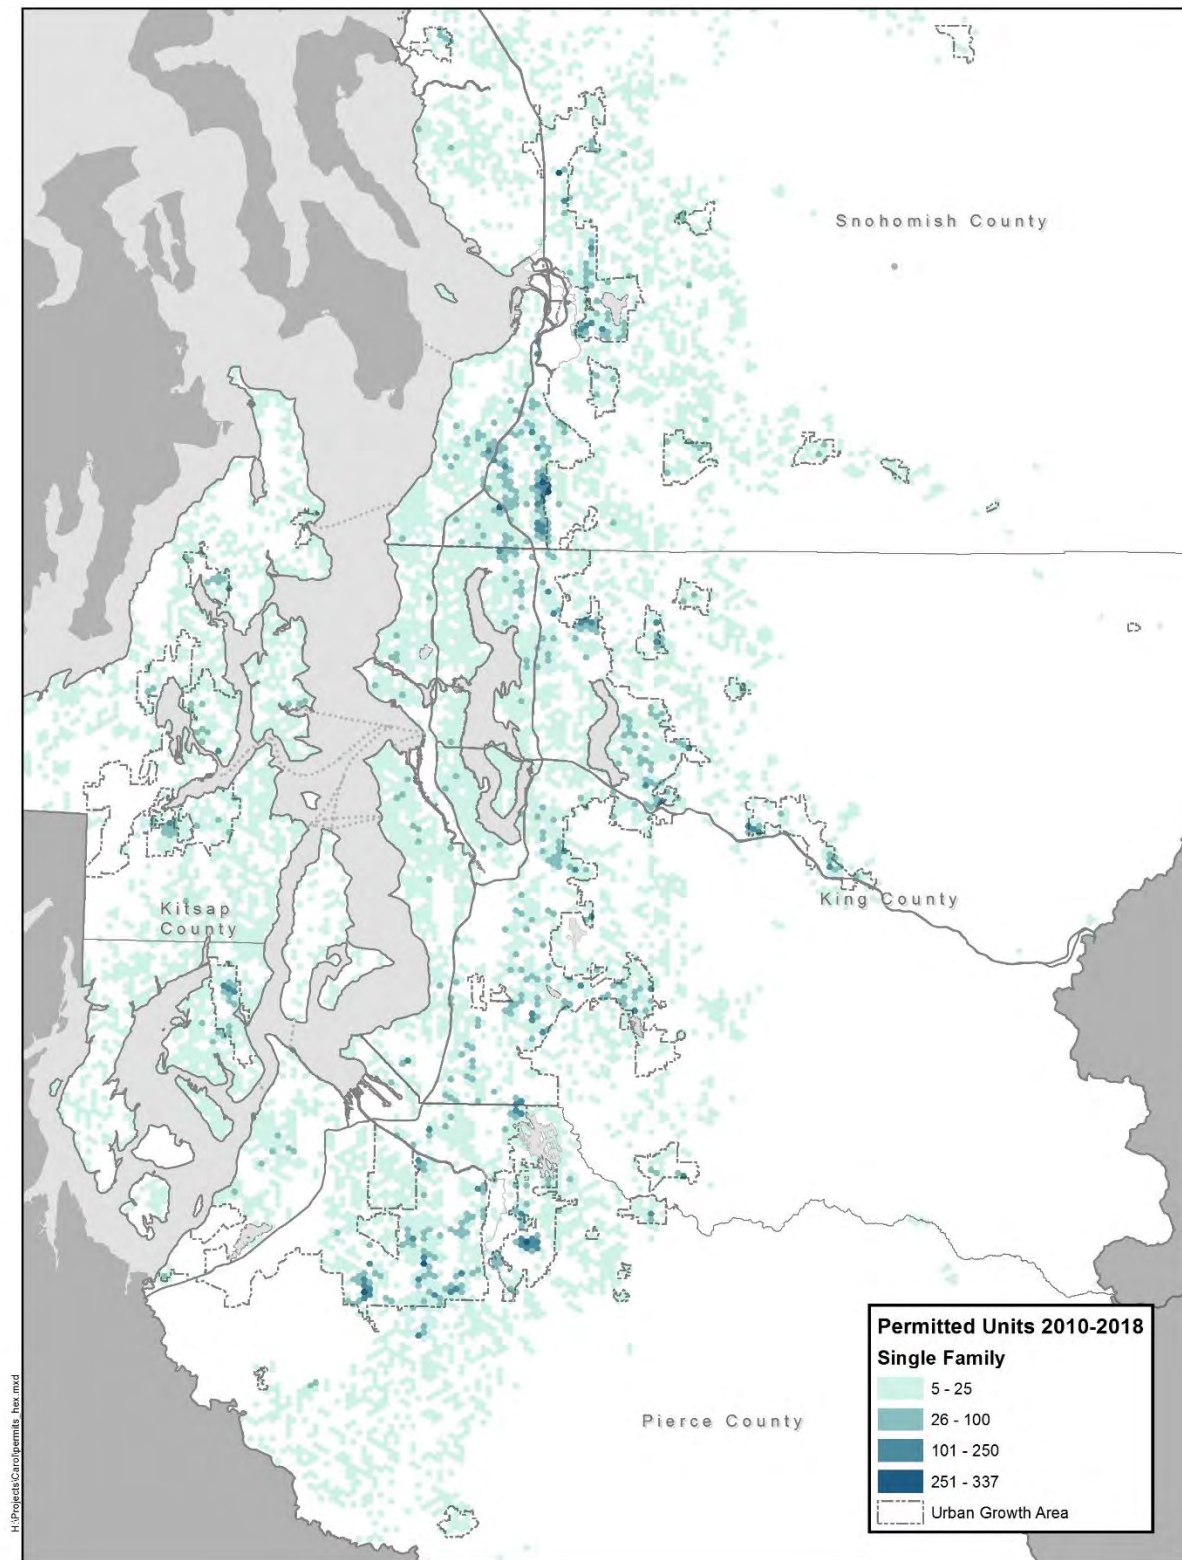 Snohomish County
Kitsap
County
King County
Pierce County
Permitted Units 2010-2018
Single Family
5 - 25
26 - 100
101 - 250
251 - 337
Urban Growth Area
H:\Projects\Carol\permits_hex.mxd